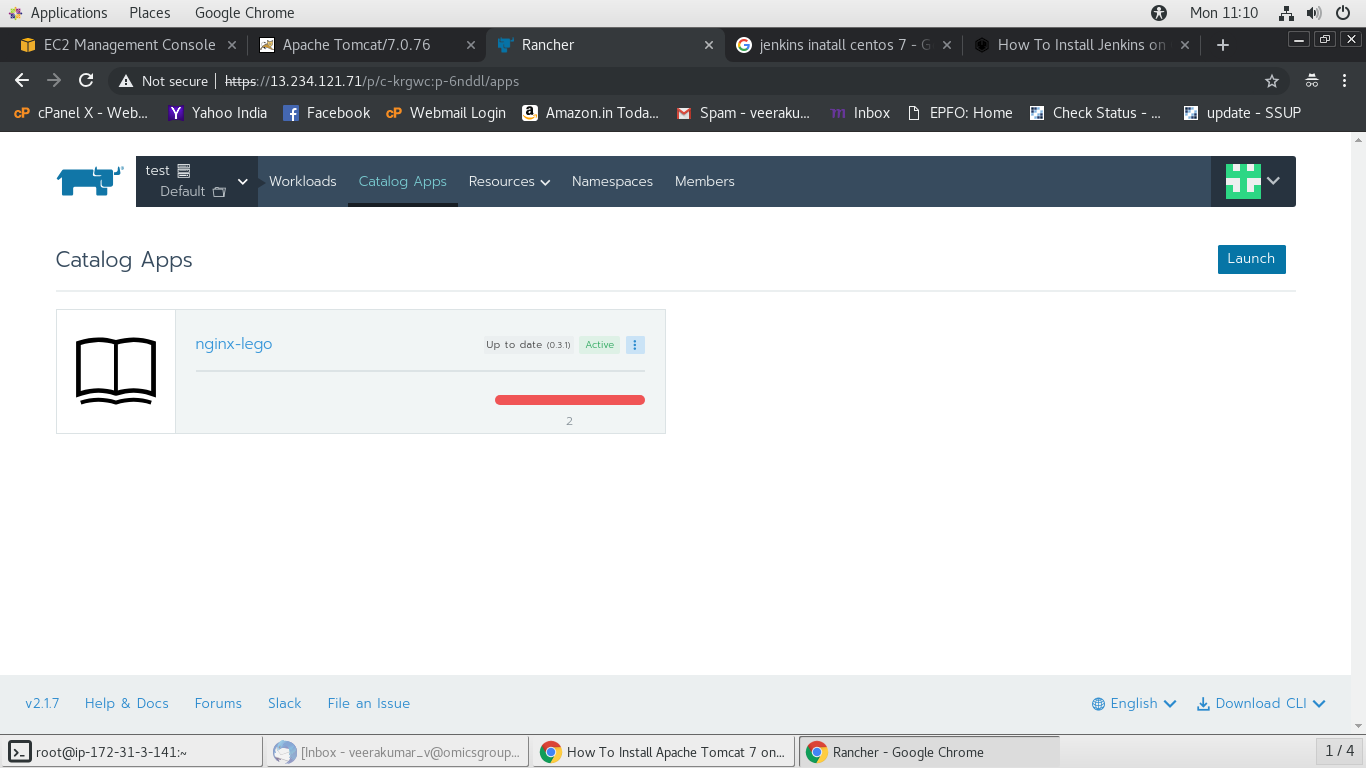 Applications Places Google Chrome Mon 11:10
EC2 Management Console Apache Tomcat/7.0.76 Rancher jenkins inatall centos 7 - G How To Install Jenkins on
Not secure https://13.234.121.71/p/c-krgwc:p-6nddl/apps
cP cPanel X - Web... Yahoo India Facebook cP Webmail Login Amazon.in Toda... Spam - veeraku... m Inbox EPFO: Home Check Status - ... update - SSUP
test
Default
Workloads Catalog Apps Resources Namespaces Members
Catalog Apps Launch
nginx-lego Up to date (0.3.1) Active
2
v2.1.7 Help & Docs Forums Slack File an Issue English Download CLI
root@ip-172-31-3-141:~ [Inbox - veerakumar_v@omicsgroup... How To Install Apache Tomcat 7 on... Rancher - Google Chrome 1 / 4